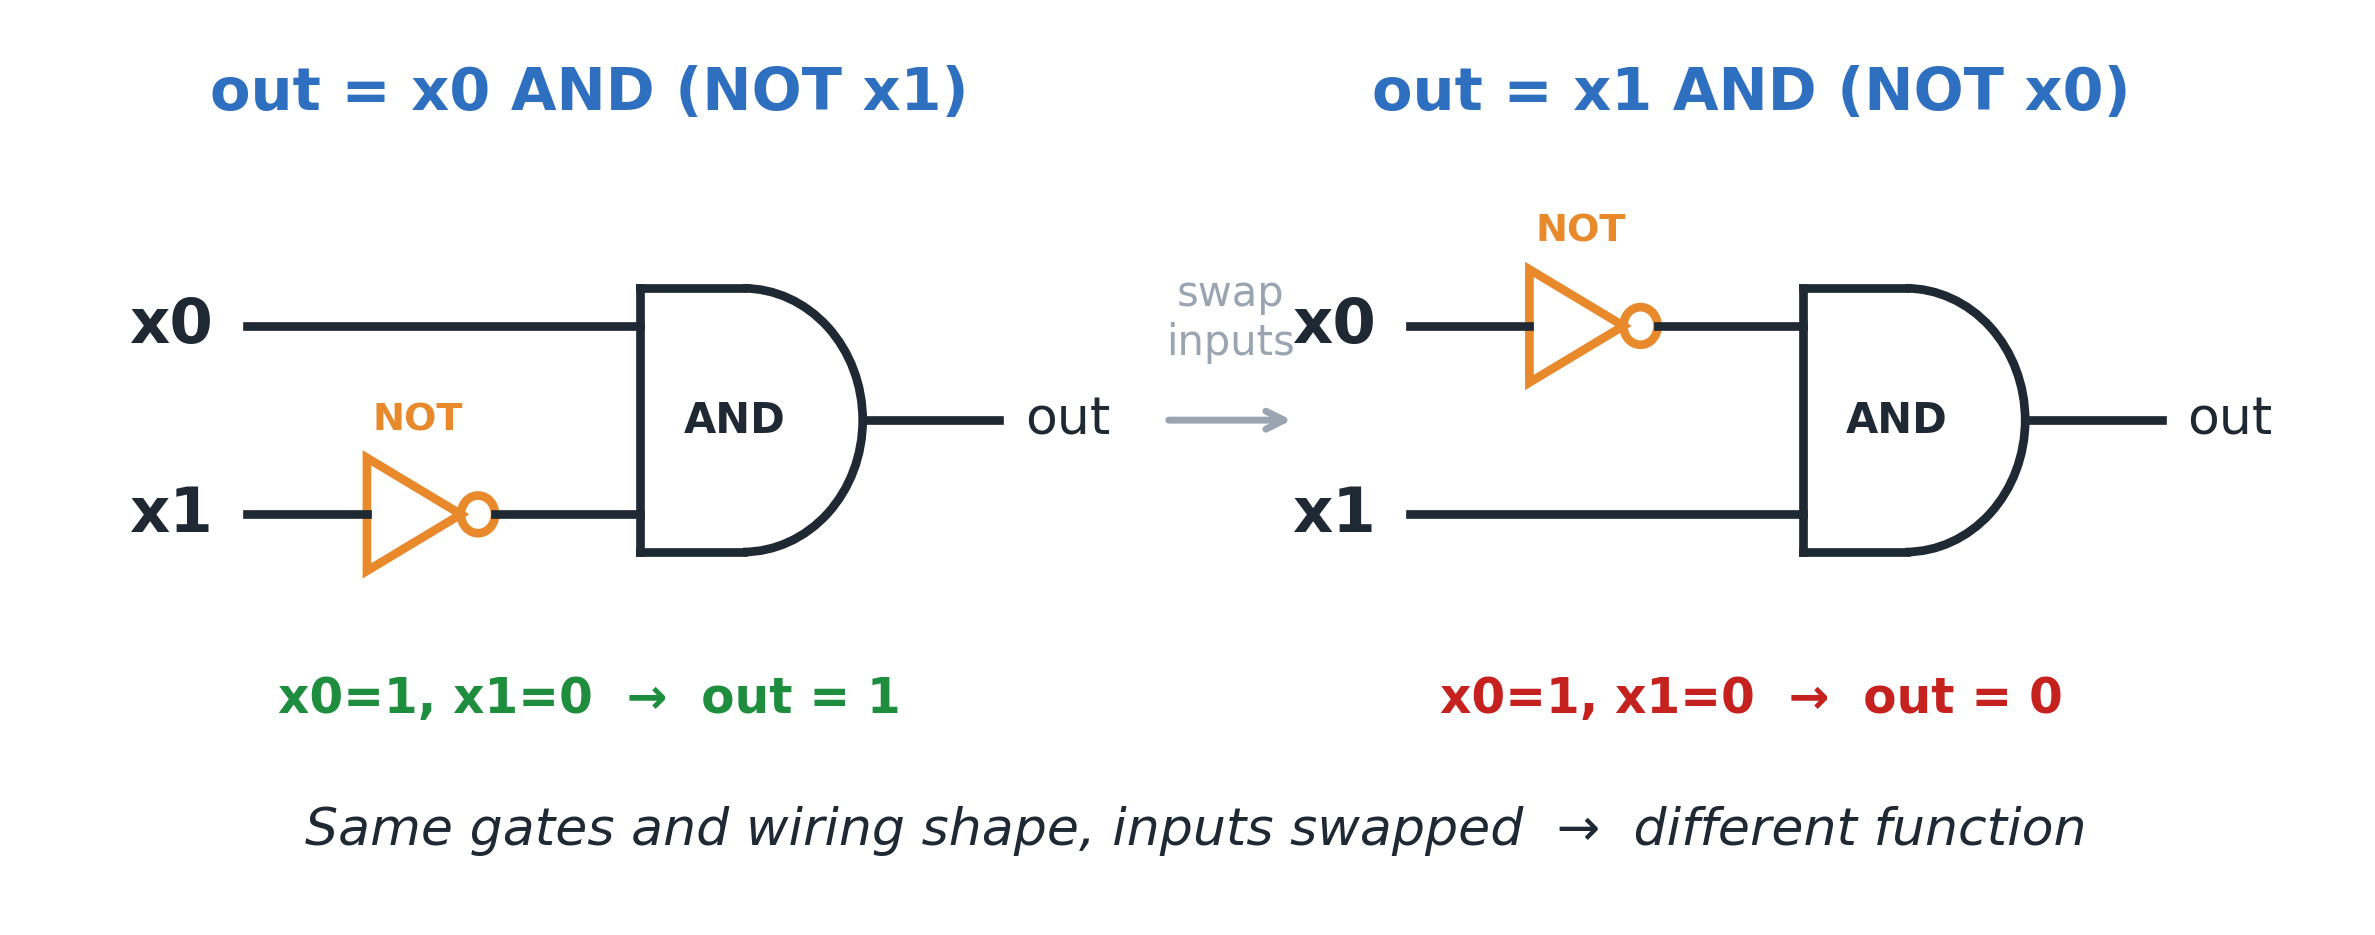 out = x0 AND (NOT x1)
x0
NOT
x1
AND
out
swap
inputs
out = x1 AND (NOT x0)
NOT
x0
x1
AND
out
x0=1, x1=0 → out = 1
x0=1, x1=0 → out = 0
Same gates and wiring shape, inputs swapped → different function